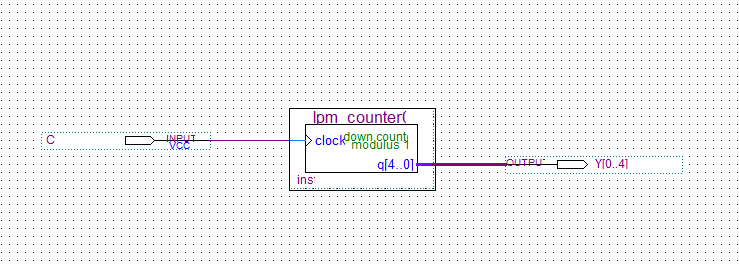 lpm_counter(
C
INPUT
VCC
clock
down count
modulus 1
q[4..0]
OUTPUT
Y[0..4]
ins